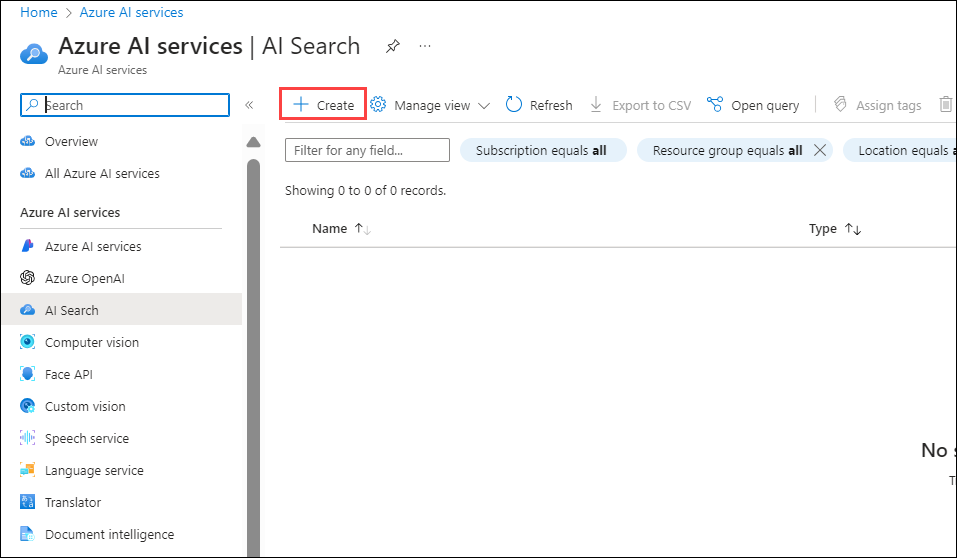 Home > Azure AI services
Azure AI services | AI Search
Azure AI services
Search
Create
Manage view
Refresh
Export to CSV
Open query
Assign tags
Filter for any field...
Subscription equals all
Resource group equals all
Location equals
Showing 0 to 0 of 0 records.
Name
Type
Overview
All Azure AI services
Azure AI services
Azure AI services
Azure OpenAI
AI Search
Computer vision
Face API
Custom vision
Speech service
Language service
Translator
Document intelligence
No